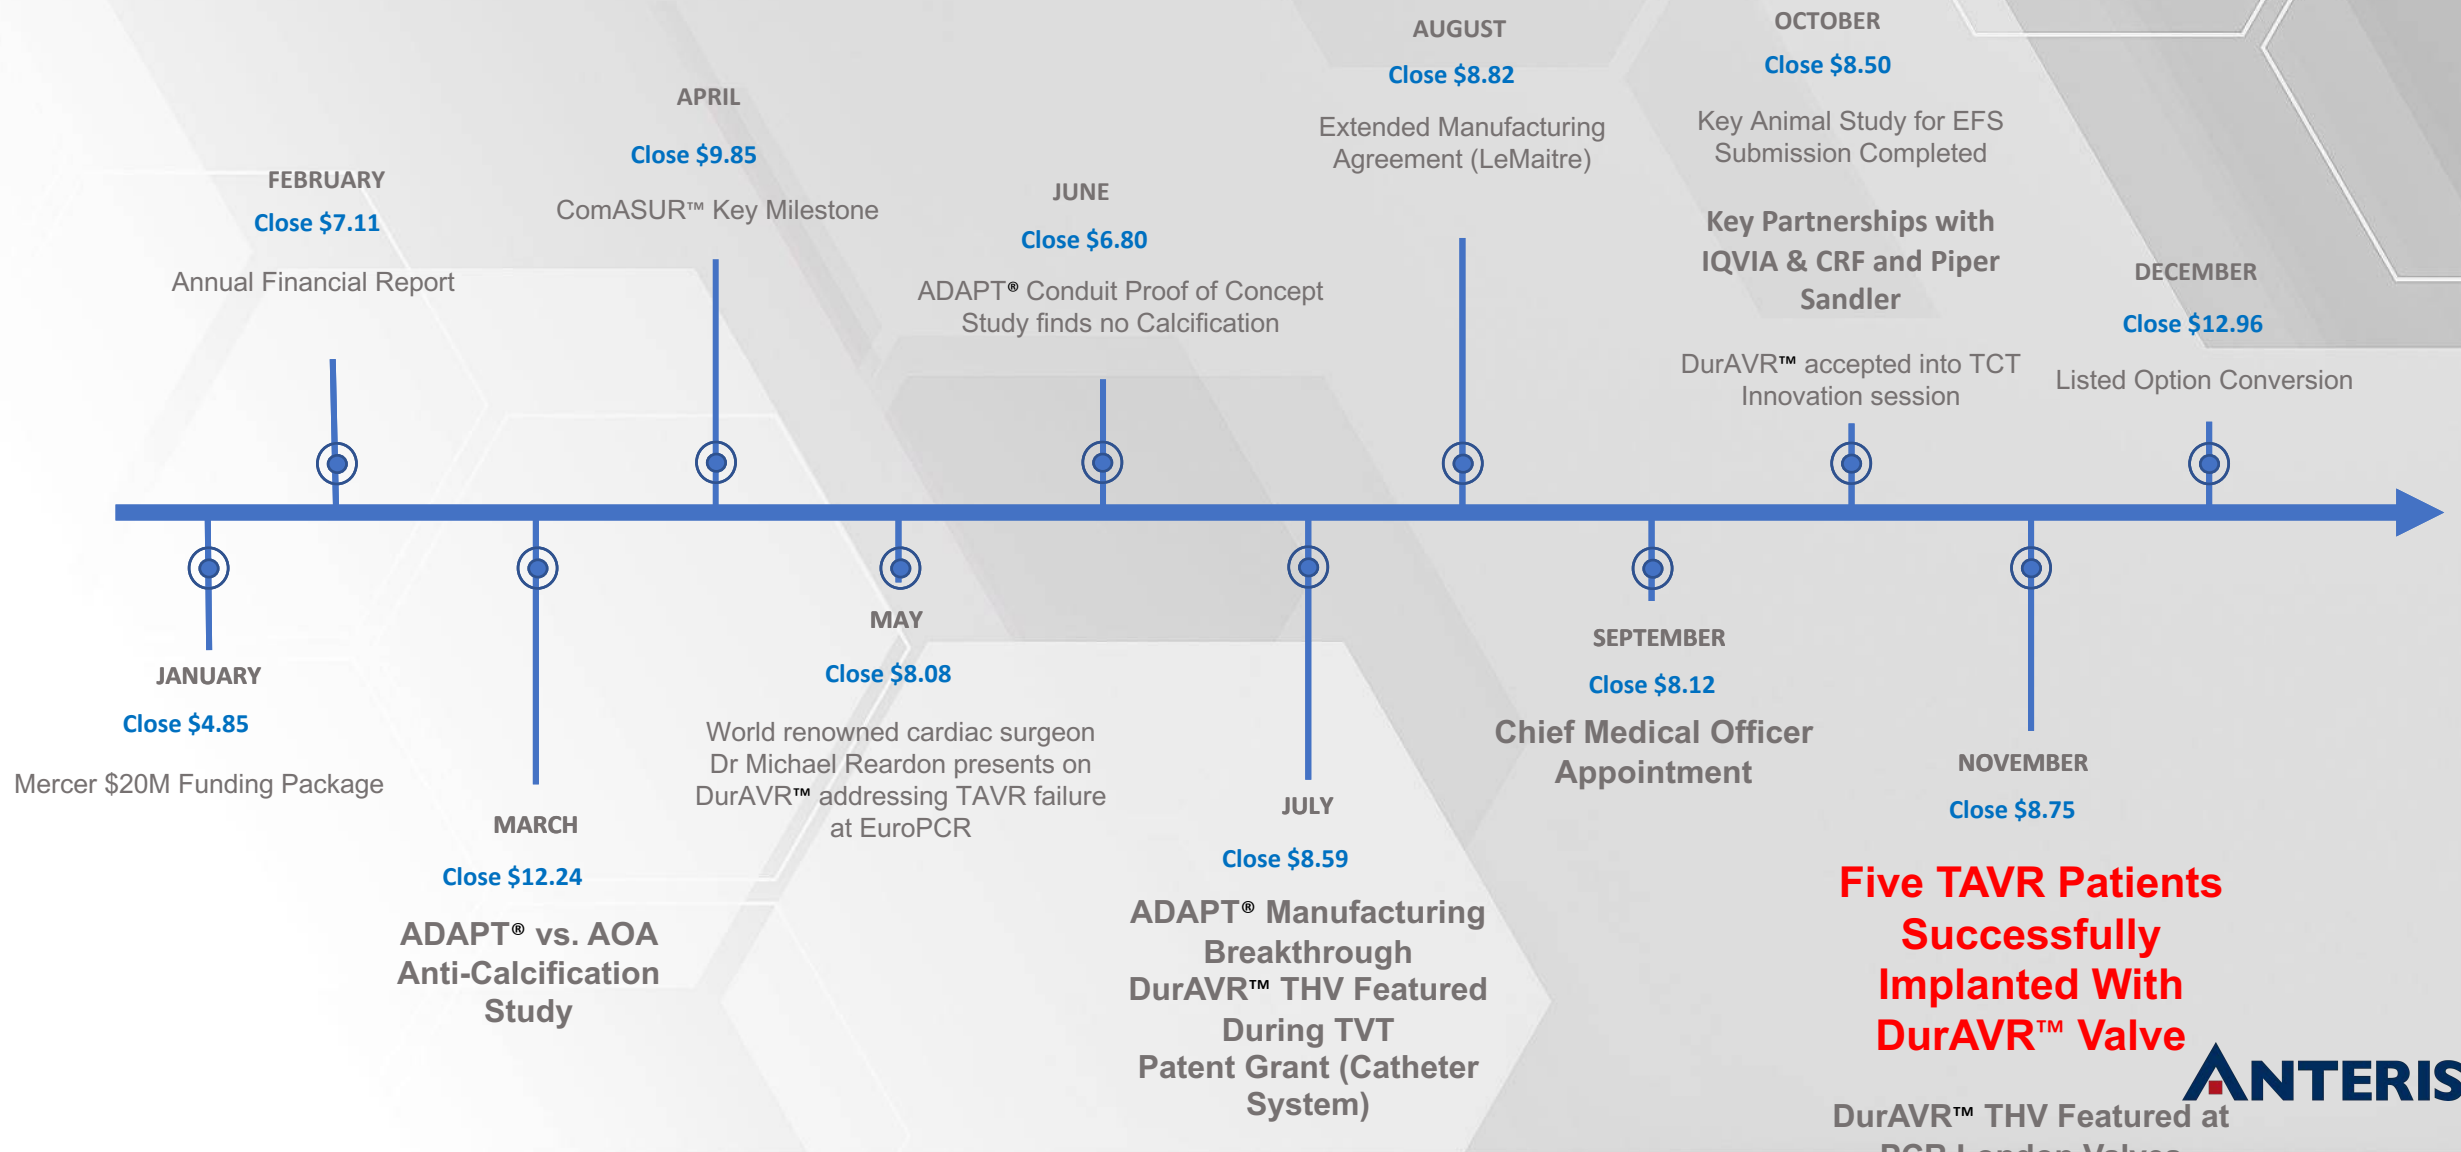 JANUARY
Close $4.85
Mercer $20M Funding Package
FEBRUARY
Close $7.11
Annual Financial Report
MARCH
Close $12.24
ADAPT® vs. AOA
Anti-Calcification
Study
APRIL
Close $9.85
ComASUR™ Key Milestone
MAY
Close $8.08
World renowned cardiac surgeon
Dr Michael Reardon presents on
DurAVR™ addressing TAVR failure
at EuroPCR
JUNE
Close $6.80
ADAPT® Conduit Proof of Concept
Study finds no Calcification
JULY
Close $8.59
ADAPT® Manufacturing
Breakthrough
DurAVR™ THV Featured
During TVT
Patent Grant (Catheter
System)
AUGUST
Close $8.82
Extended Manufacturing
Agreement (LeMaitre)
SEPTEMBER
Close $8.12
Chief Medical Officer
Appointment
OCTOBER
Close $8.50
Key Animal Study for EFS
Submission Completed
Key Partnerships with
IQVIA & CRF and Piper
Sandler
DurAVR™ accepted into TCT
Innovation session
NOVEMBER
Close $8.75
Five TAVR Patients
Successfully
Implanted With
DurAVR™ Valve
DurAVR™ THV Featured at
PCR London Valves
DECEMBER
Close $12.96
Listed Option Conversion
ANTERIS